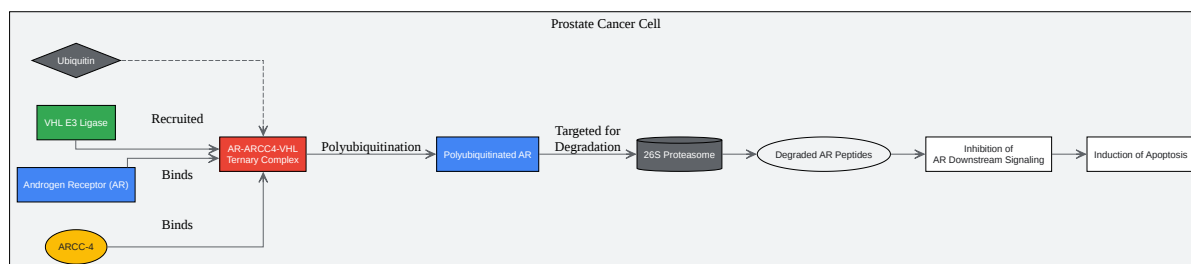 Prostate Cancer Cell
Ubiquitin
VHL E3 Ligase
Recruited
Androgen Receptor (AR)
Binds
ARCC-4
Binds
AR-ARCC4-VHL
Ternary Complex
Polyubiquitination
Polyubiquitinated AR
Targeted for
Degradation
26S Proteasome
Degraded AR Peptides
Inhibition of
AR Downstream Signaling
Induction of Apoptosis